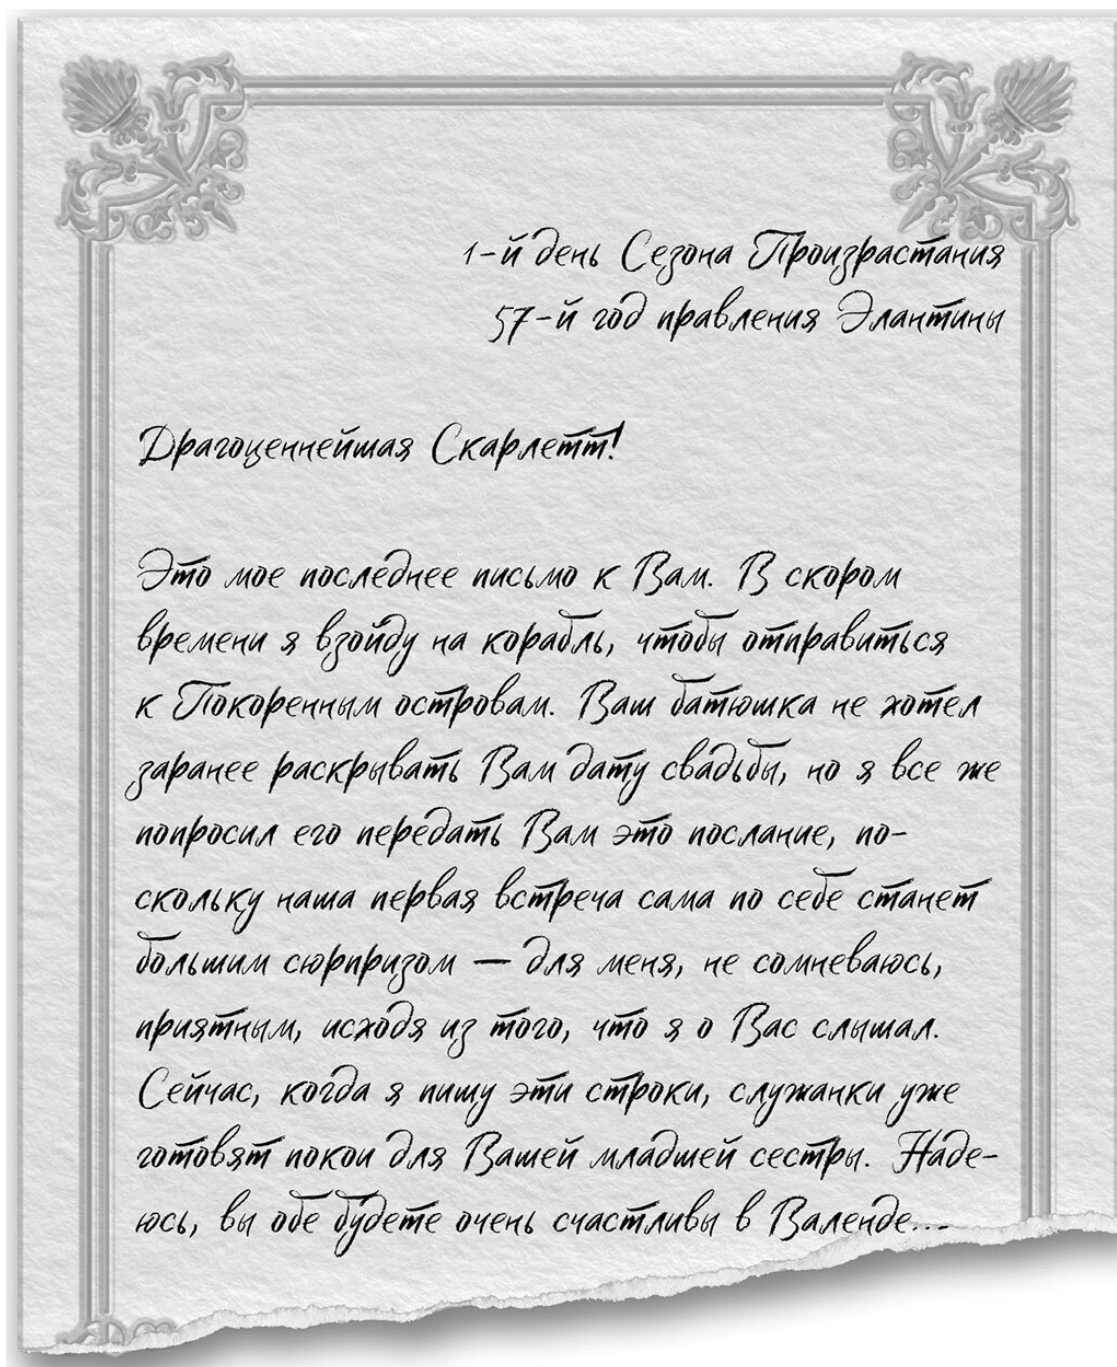 1-й день Сезона Произрастания
57-й год правления Элантины
Драгоценнейшая Скарлетт!
Это мое последнее письмо к Вам. В скором
времени я взойду на корабль, чтобы отправиться
к Покоренным островам. Ваш батюшка не хотел
заранее раскрывать Вам дату свадьбы, но я все же
попросил его передать Вам это послание, по-
скольку наша первая встреча сама по себе станет
большим сюрпризом — для меня, не сомневаюсь,
приятным, исходя из того, что я о Вас слышал.
Сейчас, когда я пишу эти строки, служанки уже
готовят покои для Вашей младшей сестры. Наде-
юсь, вы обе будете очень счастливы в Валенде...